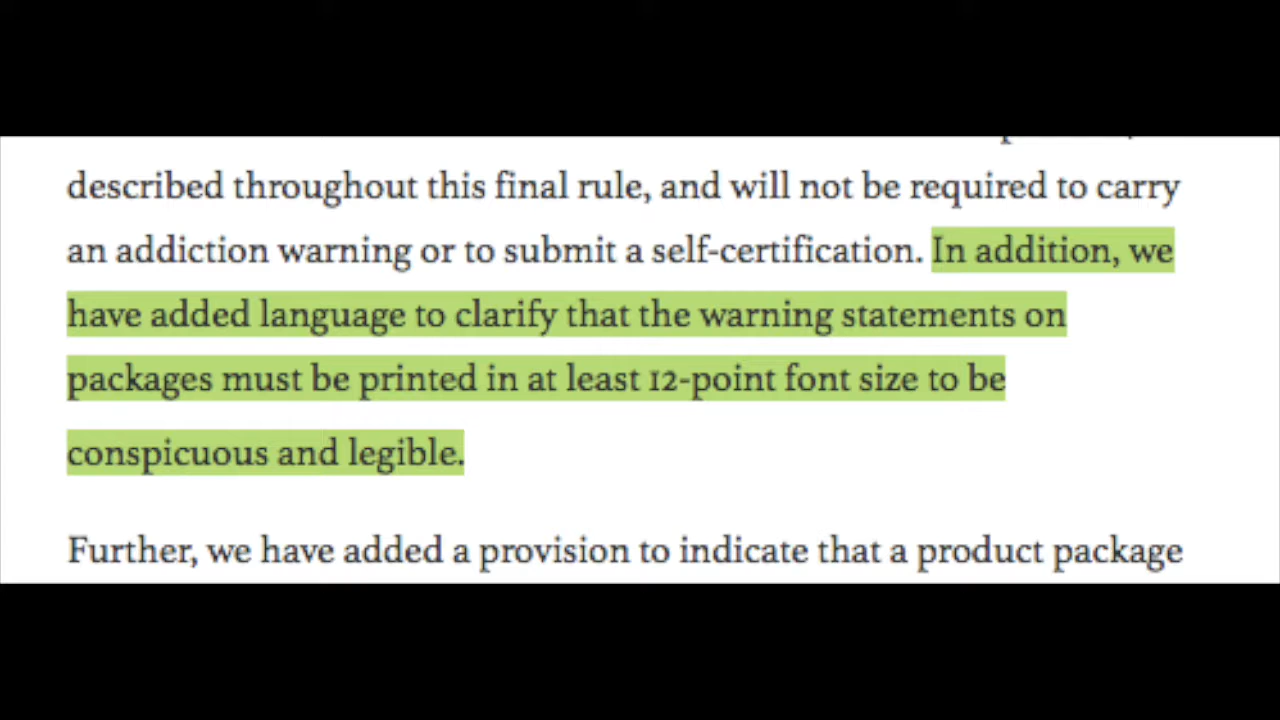 described throughout this final rule, and will not be required to carry
an addiction warning or to submit a self-certification. In addition, we
have added language to clarify that the warning statements on
packages must be printed in at least 12-point font size to be
conspicuous and legible.
Further, we have added a provision to indicate that a product package